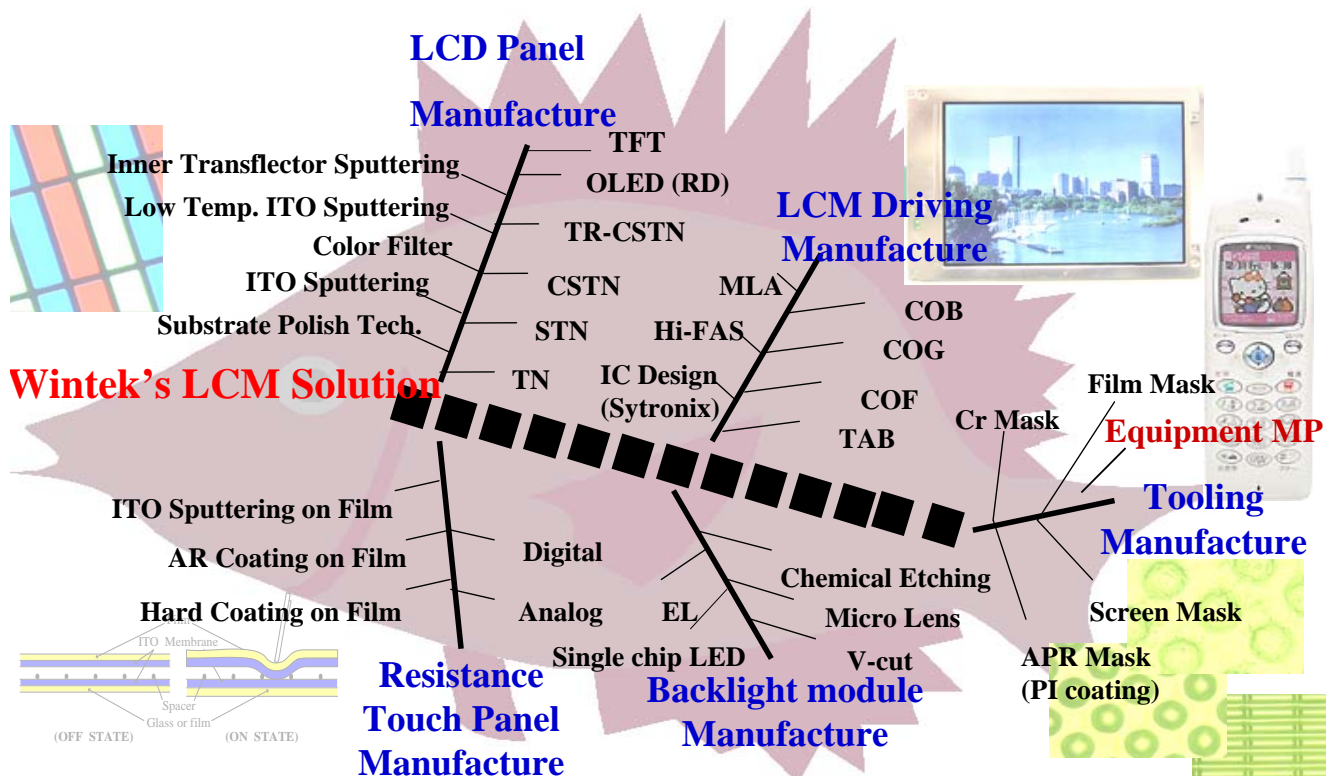 LCD Panel
Manufacture
TFT
Inner Transflector Sputtering
OLED (RD)
Low Temp. ITO Sputtering
TR-CSTN
Color Filter
ITO Sputtering
CSTN
Substrate Polish Tech.
STN
TN
LCM Driving
Manufacture
MLA
COB
Hi-FAS
COG
IC Design
(Sytronix)
COF
TAB
Wintek's LCM Solution
Film Mask
Cr Mask
Equipment MP
Tooling
Manufacture
Screen Mask
APR Mask
(PI coating)
ITO Sputtering on Film
AR Coating on Film
Digital
Hard Coating on Film
Analog
Resistance
Touch Panel
Manufacture
Chemical Etching
EL
Micro Lens
Single chip LED
V-cut
Backlight module
Manufacture
Film
ITO Membrane
Spacer
Glass or film
(OFF STATE)
(ON STATE)